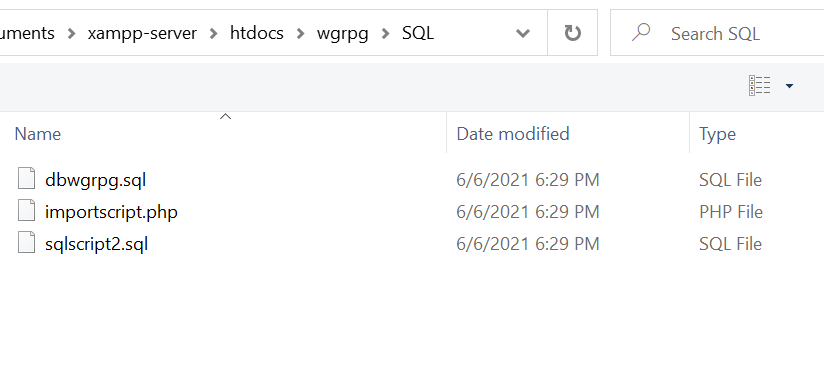 uments > xampp-server > htdocs > wgrpg > SQL
Search SQL
Name Date modified Type
dbwgrpg.sql 6/6/2021 6:29 PM SQL File
importscript.php 6/6/2021 6:29 PM PHP File
sqlscript2.sql 6/6/2021 6:29 PM SQL File